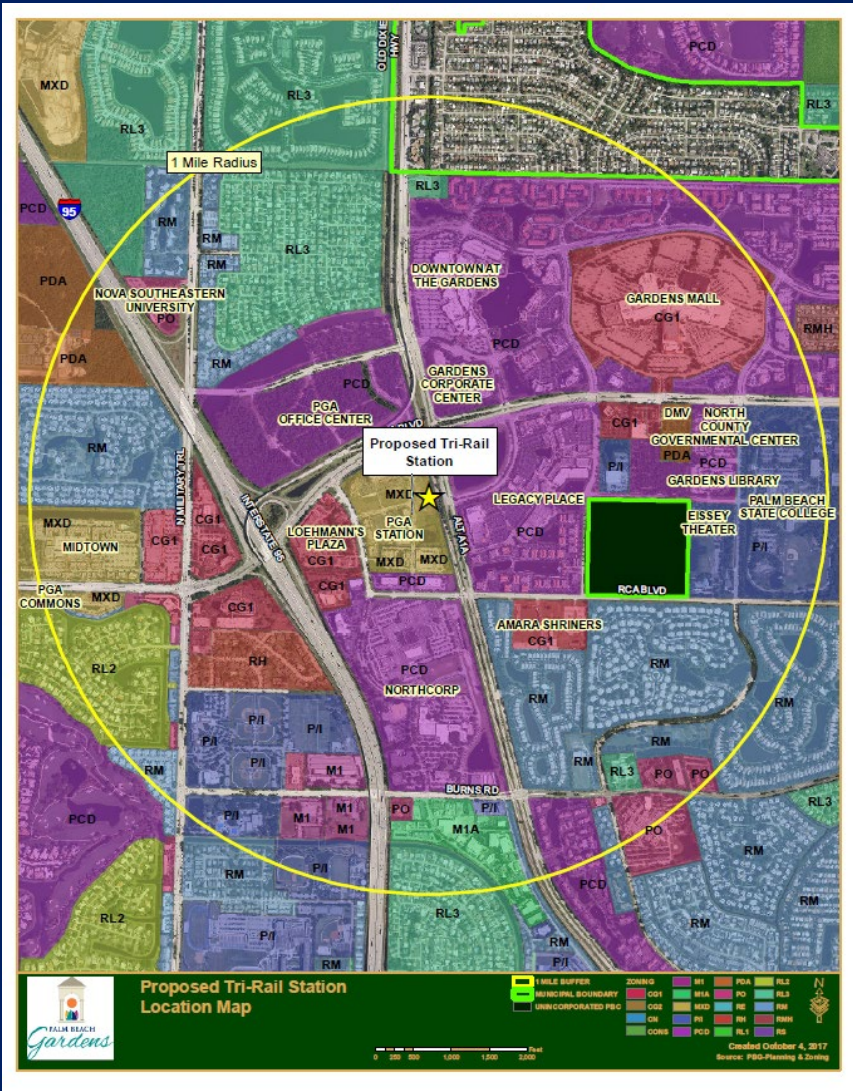 OLD DIXIE
HWY
PCD
MXD
RL3
RL3
RL3
1 Mile Radius
RL3
PCD
95
RM
RM
RL3
RM
DOWNTOWN AT
THE GARDENS
PDA
NOVA SOUTHEASTERN
UNIVERSITY
PO
GARDENS MALL
CG1
PCD
RMH
PDA
RM
PCD
GARDENS
CORPORATE
CENTER
PGA
OFFICE CENTER
BLVD
DMV
NORTH
COUNTY
GOVERNMENTAL CENTER
CG1
Proposed Tri-Rail
Station
RM
PDA
PCD
P/I
GARDENS LIBRARY
N MILITARY TRL
INTERSTATE 95
MXD
LEGACY PLACE
PALM BEACH
STATE COLLEGE
EISSEY
THEATER
MXD
CG1
LOEHMANN'S
PLAZA
PGA
STATION
ALT A1A
PCD
P/I
MIDTOWN
CG1
CG1
CG1
MXD
MXD
PGA
COMMONS
MXD
CG1
PCD
RCA BLVD
CG1
AMARA SHRINERS
CG1
RL2
RH
PCD
RM
NORTHCORP
RM
RM
P/I
P/I
P/I
RM
RM
M1
RM
RL3
PO
PO
BURNS RD
PCD
P/I
M1
M1
M1
PO
P/I
M1A
RL3
PO
RM
P/I
PCD
RM
RL2
RL3
RM
P/I
RM
RM
P/I
PALM BEACH
Gardens
Proposed Tri-Rail Station
Location Map
1 MILE BUFFER
MUNICIPAL BOUNDARY
UNINCORPORATED PBC
ZONING
CG1
CG2
CN
CONS
M1
M1A
MXD
P/I
PCD
PDA
PO
RE
RH
RL1
RL2
RL3
RM
RMH
RS
N
0 250 500 1,000 1,500 2,000
Feet
Created October 4, 2017
Source: PBG-Planning & Zoning